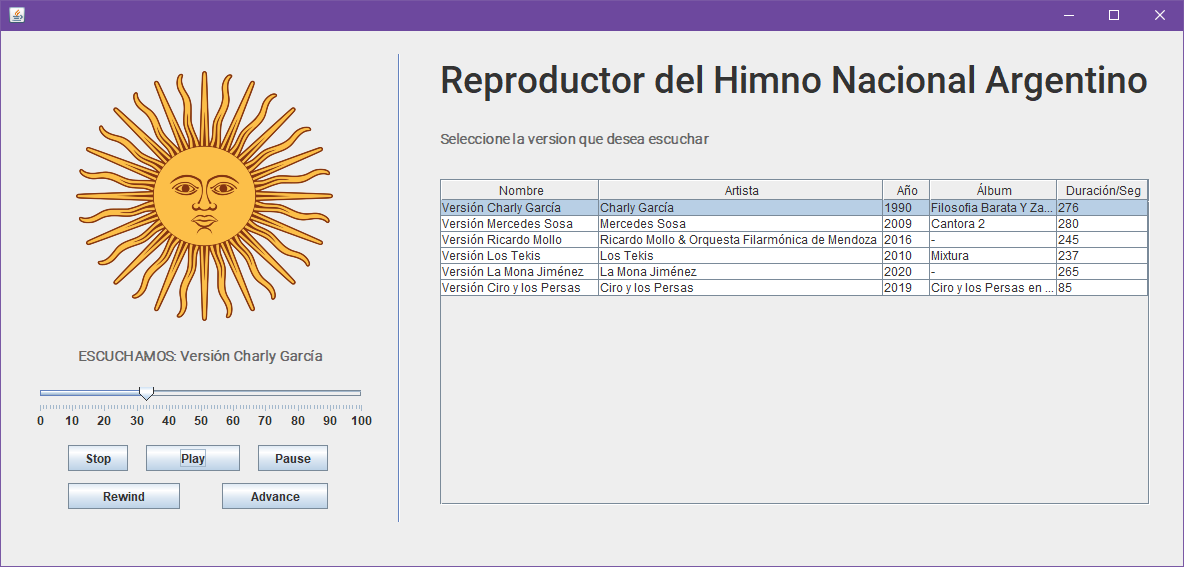 Reproductor del Himno Nacional Argentino
Seleccione la version que desea escuchar
Nombre Artista Año Álbum Duración/Seg
Versión Charly García Charly García 1990 Filosofia Barata Y Za... 276
Versión Mercedes Sosa Mercedes Sosa 2009 Cantora 2 280
Versión Ricardo Mollo Ricardo Mollo & Orquesta Filarmónica de Mendoza 2016 - 245
Versión Los Tekis Los Tekis 2010 Mixtura 237
Versión La Mona Jiménez La Mona Jiménez 2020 - 265
Versión Ciro y los Persas Ciro y los Persas 2019 Ciro y los Persas en ... 85
ESCUCHAMOS: Versión Charly García
0 10 20 30 40 50 60 70 80 90 100
Stop Play Pause
Rewind Advance